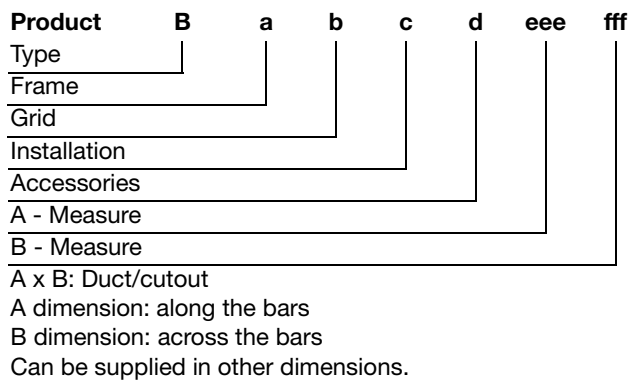 Product B a b c d eee fff
Type
Frame
Grid
Installation
Accessories
A - Measure
B - Measure
A x B: Duct/cutout
A dimension: along the bars
B dimension: across the bars
Can be supplied in other dimensions.